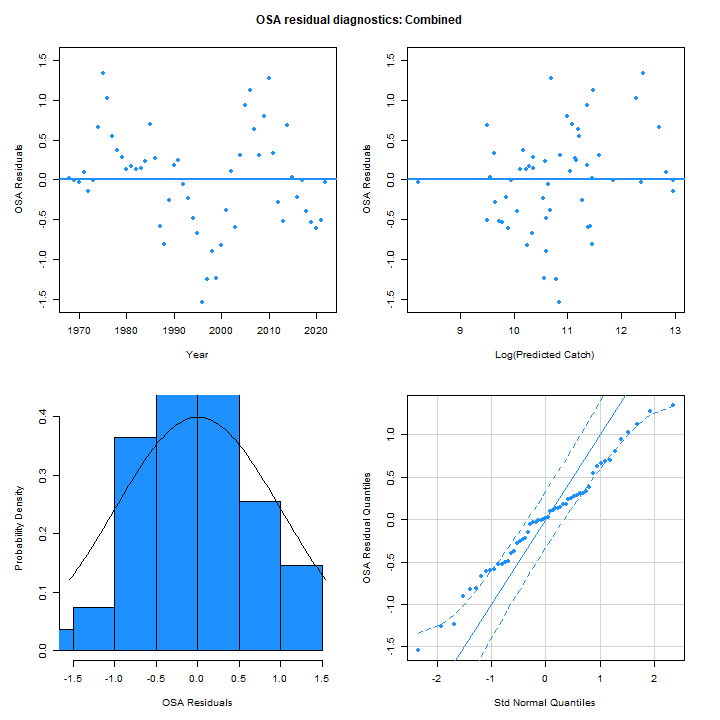 OSA residual diagnostics: Combined
OSA Residuals
1.5
1.0
0.5
0.0
-0.5
-1.0
-1.5
1970 1980 1990 2000 2010 2020
Year
OSA Residuals
1.5
1.0
0.5
0.0
-0.5
-1.0
-1.5
9 10 11 12 13
Log(Predicted Catch)
Probability Density
0.4
0.3
0.2
0.1
0.0
-1.5 -1.0 -0.5 0.0 0.5 1.0 1.5
OSA Residuals
OSA Residual Quantiles
1.0
0.5
0.0
-0.5
-1.0
-1.5
-2 -1 0 1 2
Std Normal Quantiles